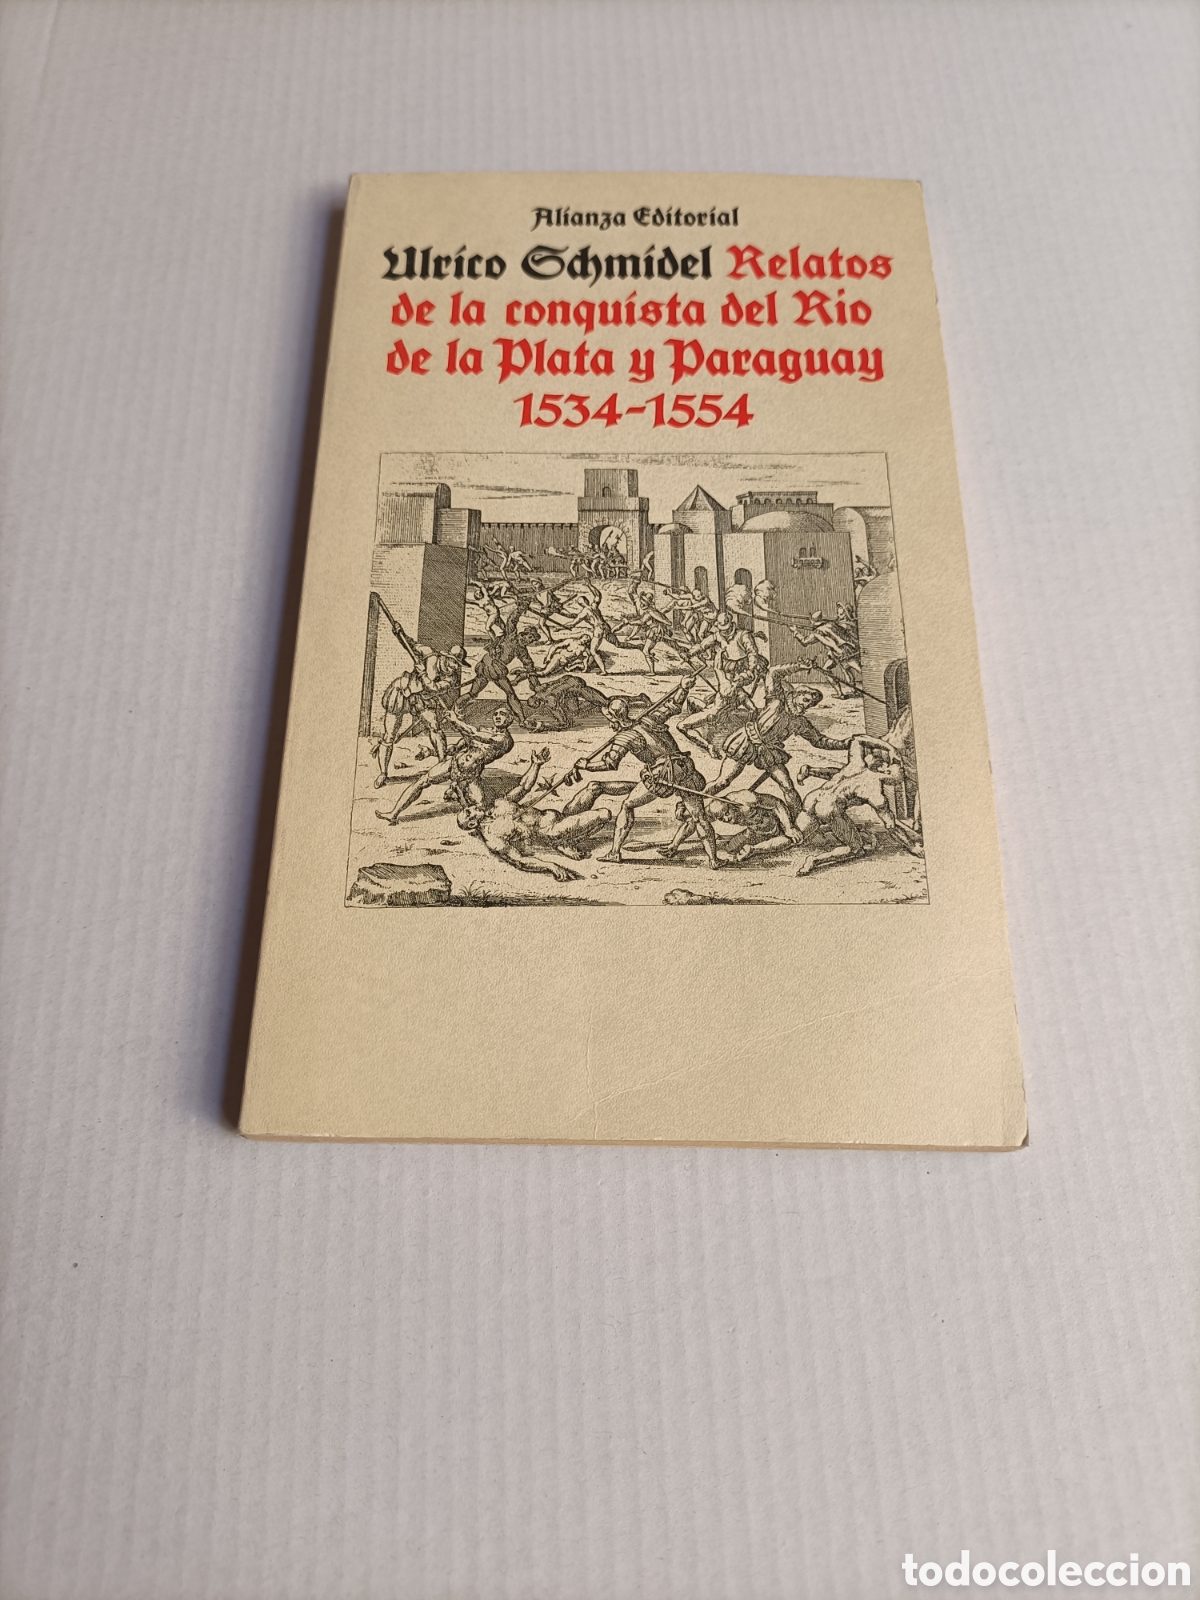 Alianza Editorial
Ulrico Schmidel Relatos
de la conquista del Rio
de la Plata y Paraguay
1534-1554
todocoleccion